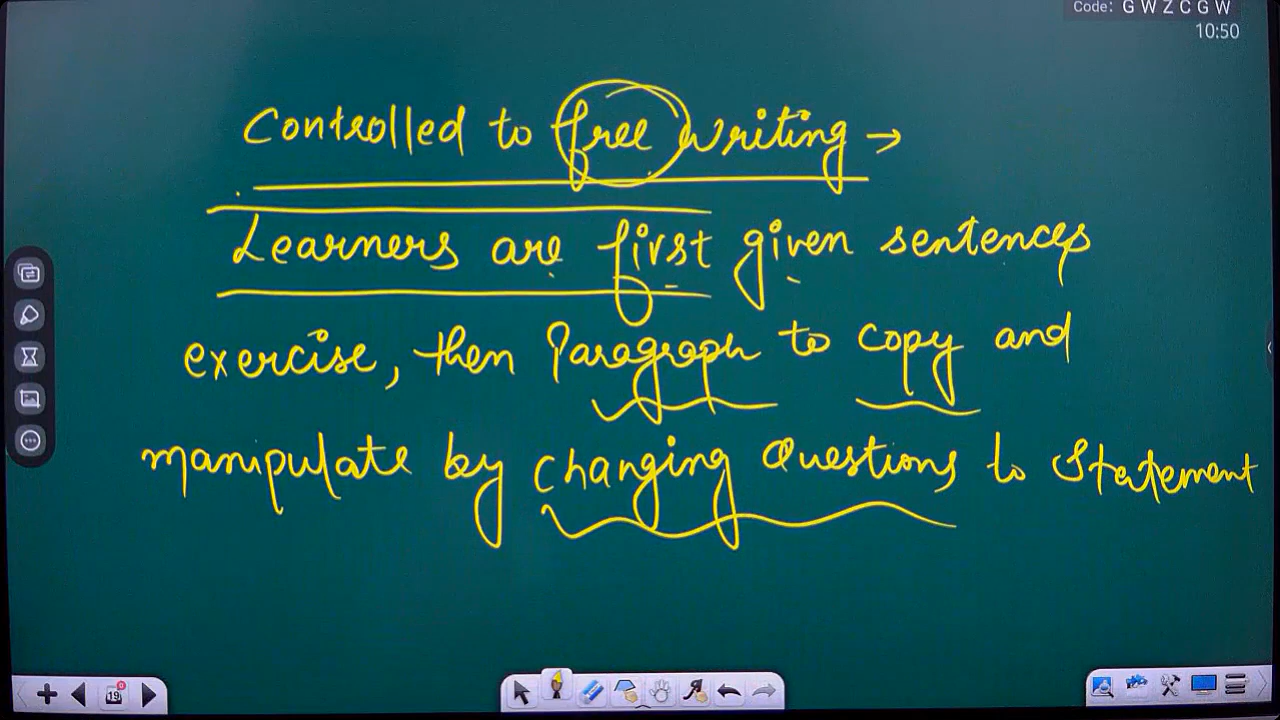 Code: G W Z C G W
10:50
Controlled to free writing →
Learners are first given sentences
exercise, then Paragraph to copy and
manipulate by changing Questions to Statement
19